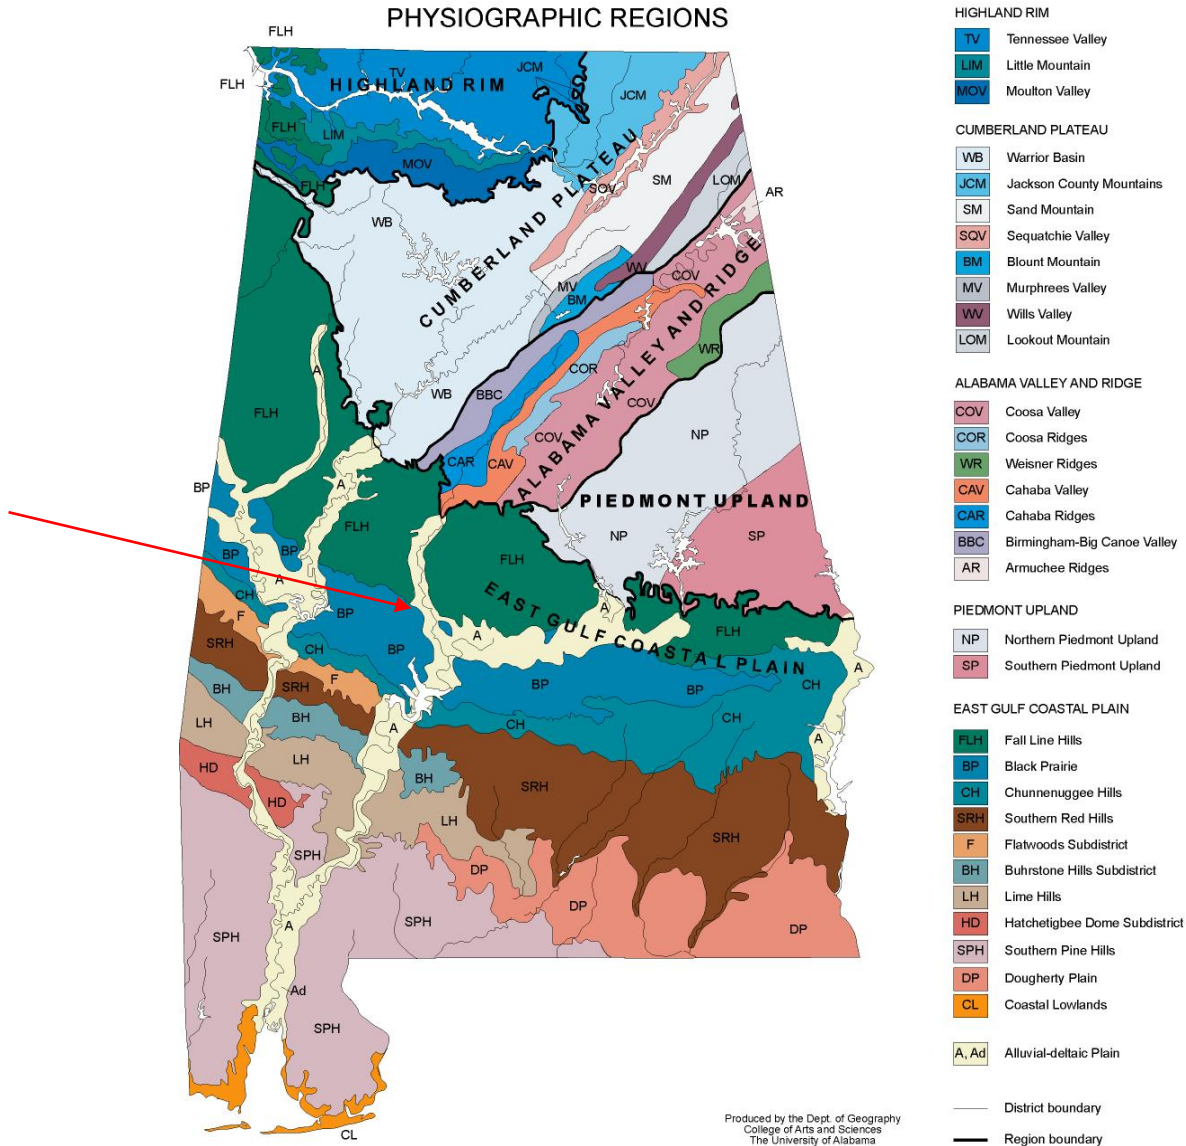 PHYSIOGRAPHIC REGIONS
FLH
FLH
TV
HIGHLAND RIM
JCM
JCM
FLH
LIM
MOV
FLH
SQV
SM
LOM
AR
WB
CUMBERLAND PLATEAU
WV
COV
MV
BM
A
WR
COR
WB
BBC
COV
FLH
ALABAMA VALLEY AND RIDGE
COV
NP
CAR
CAV
BP
A
PIEDMONT UPLAND
FLH
NP
SP
BP
BP
FLH
A
CH
EAST GULF COASTAL PLAIN
F
BP
A
A
FLH
SRH
CH
BP
A
BH
SRH
F
BP
BP
CH
LH
BH
A
CH
CH
A
HD
LH
BH
SRH
HD
LH
SRH
SPH
DP
DP
SPH
A
SPH
DP
Ad
SPH
CL
HIGHLAND RIM
TV Tennessee Valley
LIM Little Mountain
MOV Moulton Valley
CUMBERLAND PLATEAU
WB Warrior Basin
JCM Jackson County Mountains
SM Sand Mountain
SQV Sequatchie Valley
BM Blount Mountain
MV Murphrees Valley
WV Wills Valley
LOM Lookout Mountain
ALABAMA VALLEY AND RIDGE
COV Coosa Valley
COR Coosa Ridges
WR Weisner Ridges
CAV Cahaba Valley
CAR Cahaba Ridges
BBC Birmingham-Big Canoe Valley
AR Armuchee Ridges
PIEDMONT UPLAND
NP Northern Piedmont Upland
SP Southern Piedmont Upland
EAST GULF COASTAL PLAIN
FLH Fall Line Hills
BP Black Prairie
CH Chunnenuggee Hills
SRH Southern Red Hills
F Flatwoods Subdistrict
BH Buhrstone Hills Subdistrict
LH Lime Hills
HD Hatchetigbee Dome Subdistrict
SPH Southern Pine Hills
DP Dougherty Plain
CL Coastal Lowlands
A, Ad Alluvial-deltaic Plain
District boundary
Region boundary
Produced by the Dept. of Geography
College of Arts and Sciences
The University of Alabama